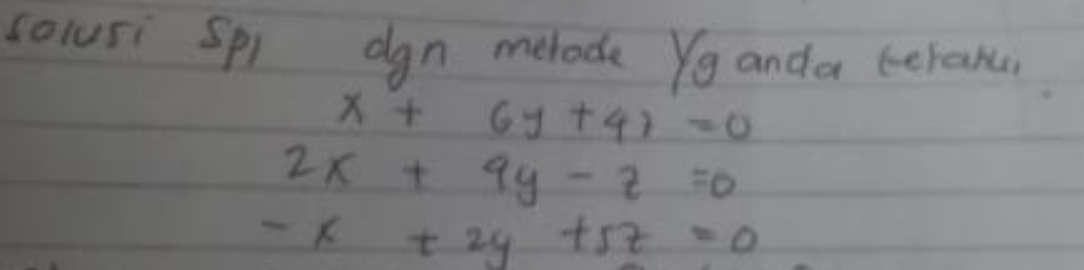 solusi Spl dgn metode Yg anda ketahui
x + 6y + 4z = 0
2x + 9y - z = 0
- x + 2y + 5z = 0